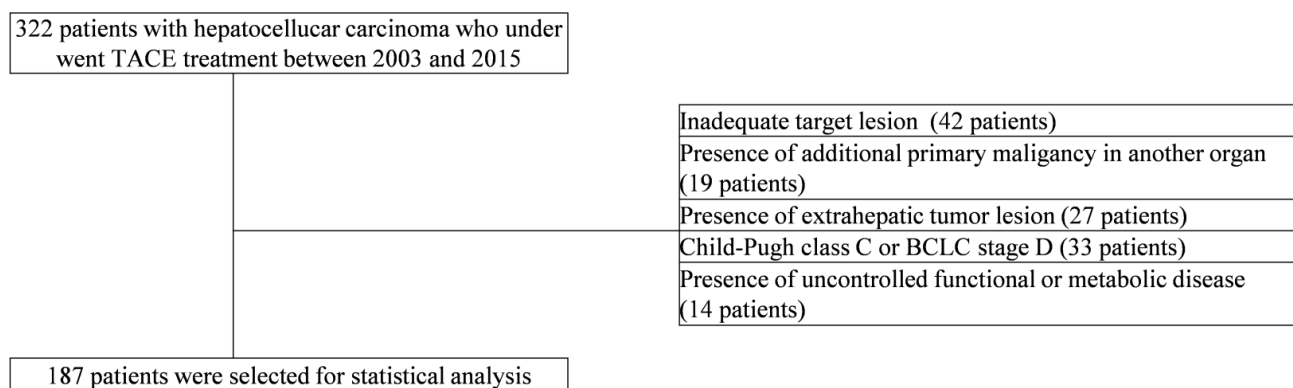 322 patients with hepatocellucar carcinoma who under
went TACE treatment between 2003 and 2015
Inadequate target lesion (42 patients)
Presence of additional primary maligancy in another organ
(19 patients)
Presence of extrahepatic tumor lesion (27 patients)
Child-Pugh class C or BCLC stage D (33 patients)
Presence of uncontrolled functional or metabolic disease
(14 patients)
187 patients were selected for statistical analysis